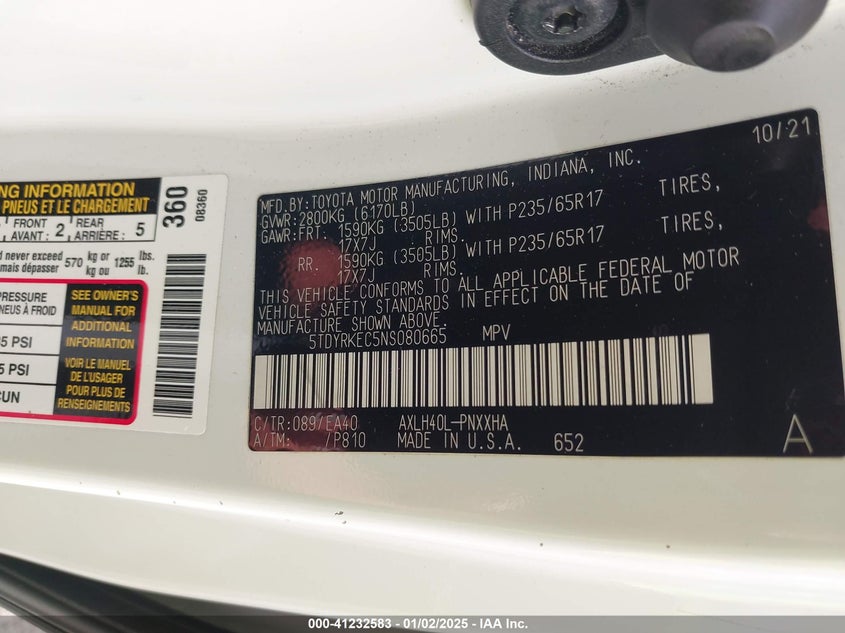 NG INFORMATION
PNEUS ET LE CHARGEMENT
FRONT 2 REAR 5
AVANT: ARRIÈRE:
d never exceed 570 kg or 1255 lbs.
mais dépasser kg ou lb.
360
08360
PRESSURE
PNEUS À FROID
5 PSI
5 PSI
CUN
SEE OWNER'S
MANUAL FOR
ADDITIONAL
INFORMATION
VOIR LE MANUEL
DE L'USAGER
POUR PLUS DE
RENSEIGNEMENTS
10/21
MFD.BY:TOYOTA MOTOR MANUFACTURING, INDIANA, INC.
GVWR:2800KG (6170LB)
GAWR:FRT. 1590KG (3505LB) WITH P235/65R17 TIRES,
17X7J RIMS.
RR. 1590KG (3505LB) WITH P235/65R17 TIRES,
17X7J RIMS.
THIS VEHICLE CONFORMS TO ALL APPLICABLE FEDERAL MOTOR
VEHICLE SAFETY STANDARDS IN EFFECT ON THE DATE OF
MANUFACTURE SHOWN ABOVE.
5TDYRKEC5NS080665 MPV
C/TR:089/EA40 AXLH40L-PNXXHA
A/TM: /P810 MADE IN U.S.A. 652 A
000-41232583 - 01/02/2025 - IAA Inc.